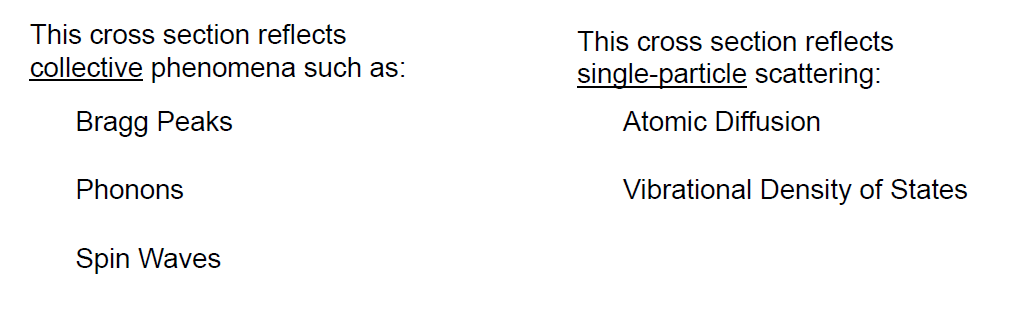 This cross section reflects
collective phenomena such as:
Bragg Peaks
Phonons
Spin Waves
This cross section reflects
single-particle scattering:
Atomic Diffusion
Vibrational Density of States